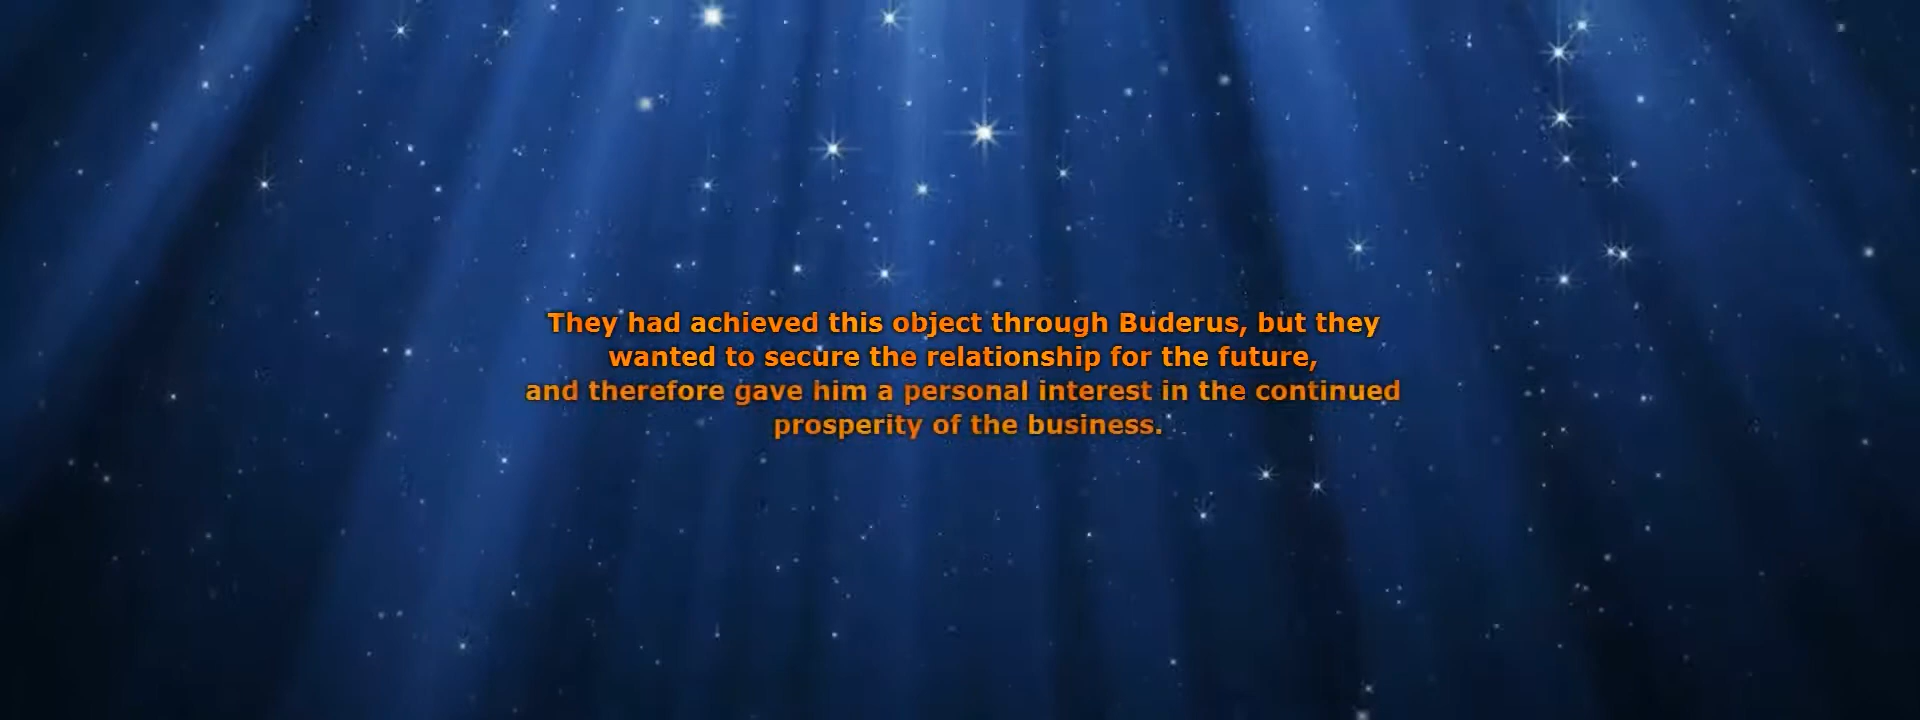 They had achieved this object through Buderus, but they
wanted to secure the relationship for the future,
and therefore gave him a personal interest in the continued
prosperity of the business.